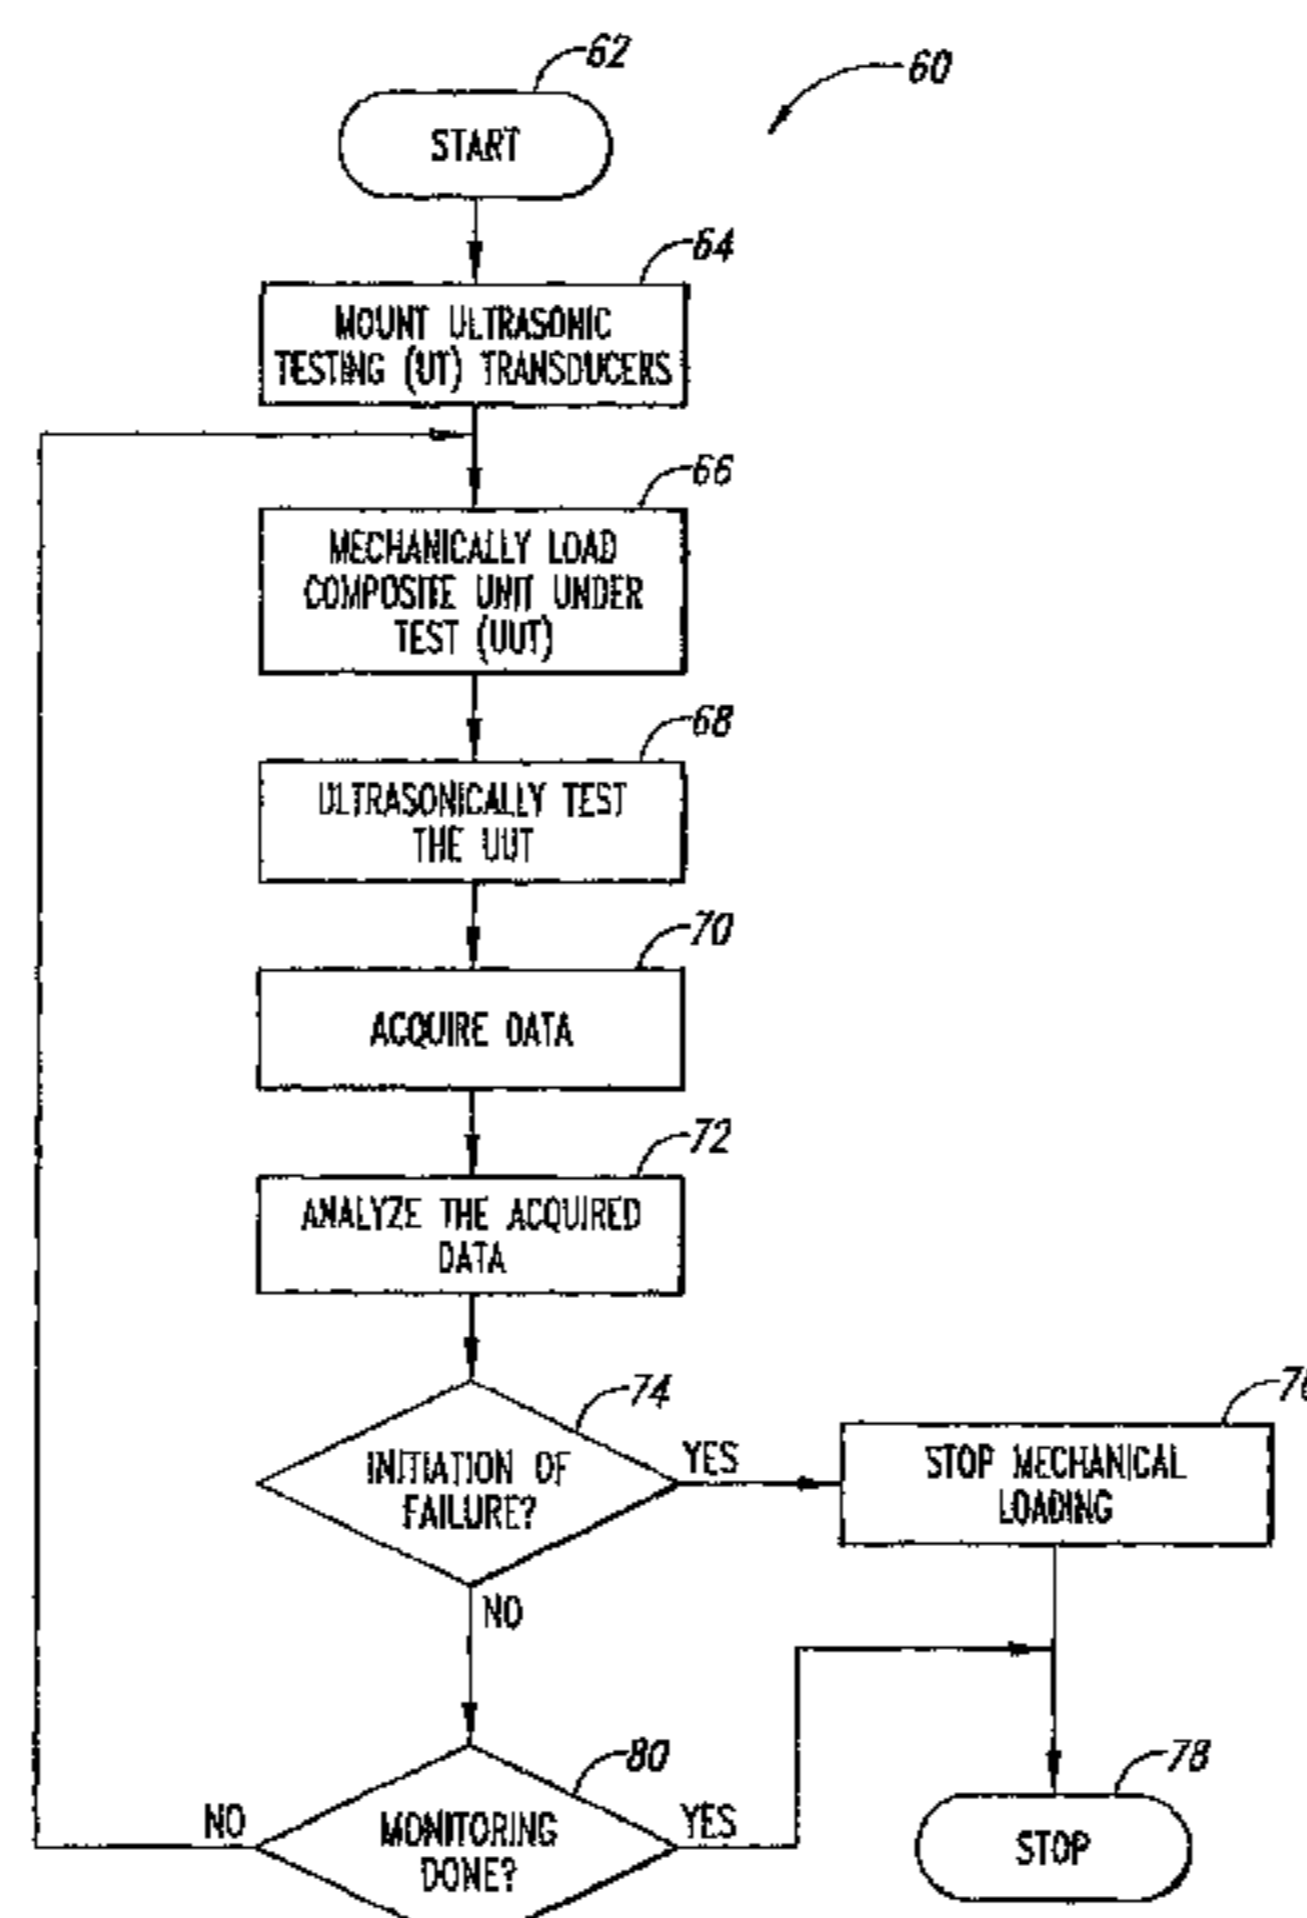 62
60
START
64
MOUNT ULTRASONIC
TESTING (UT) TRANSDUCERS
66
MECHANICALLY LOAD
COMPOSITE UNIT UNDER
TEST (UUT)
68
ULTRASONICALLY TEST
THE UUT
70
ACQUIRE DATA
72
ANALYZE THE ACQUIRED
DATA
74
INITIATION OF
FAILURE?
YES
STOP MECHANICAL
LOADING
NO
80
78
MONITORING
DONE?
NO
YES
STOP